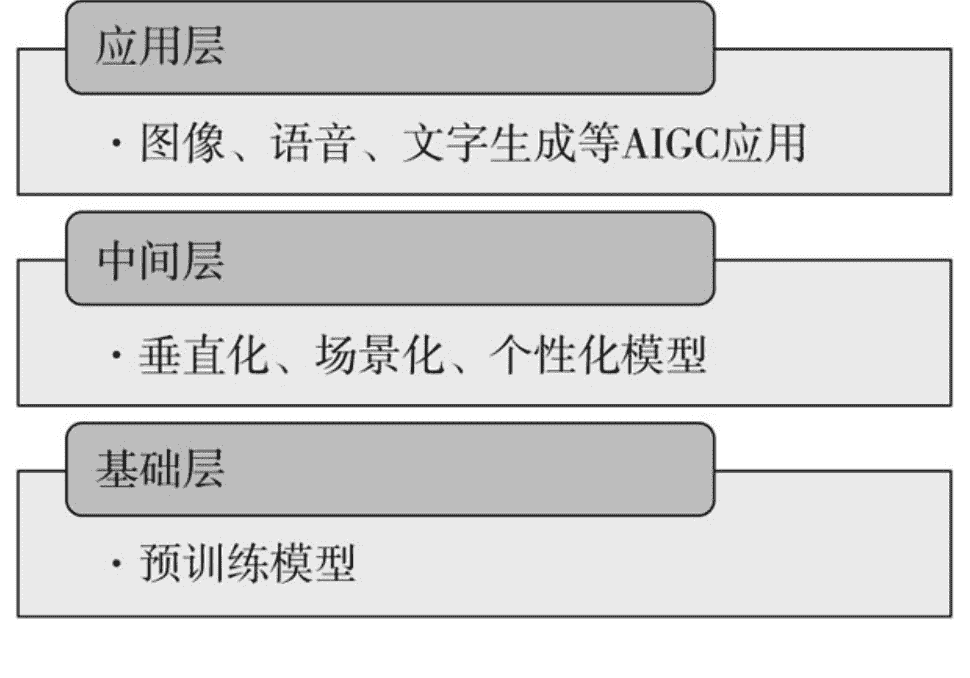 应用层
·图像、语音、文字生成等AIGC应用
中间层
·垂直化、场景化、个性化模型
基础层
·预训练模型